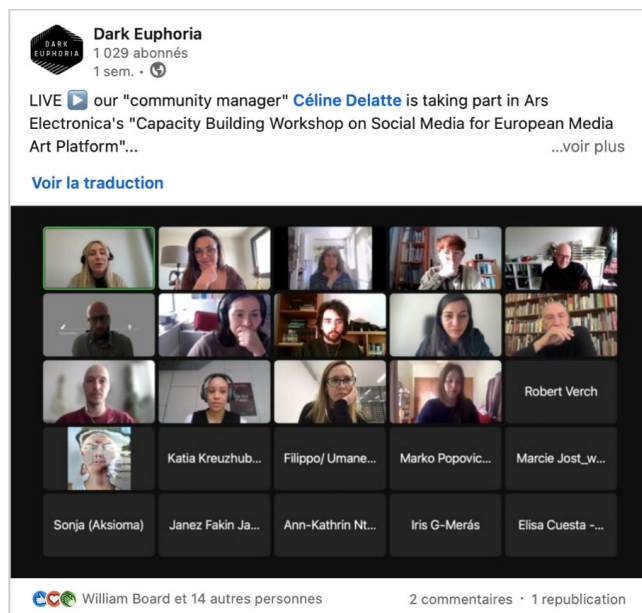 DARK
EUPHORIA
Dark Euphoria
1 029 abonnés
1 sem. •
LIVE ▶️ our "community manager" Céline Delatte is taking part in Ars
Electronica's "Capacity Building Workshop on Social Media for European Media
Art Platform"... ...voir plus
Voir la traduction
Robert Verch
Katia Kreuzhub...
Filippo/ Umane...
Marko Popovic...
Marcie Jost_w...
Sonja (Aksioma)
Janez Fakin Ja...
Ann-Kathrin Nt...
Iris G-Merás
Elisa Cuesta -...
William Board et 14 autres personnes
2 commentaires • 1 republication